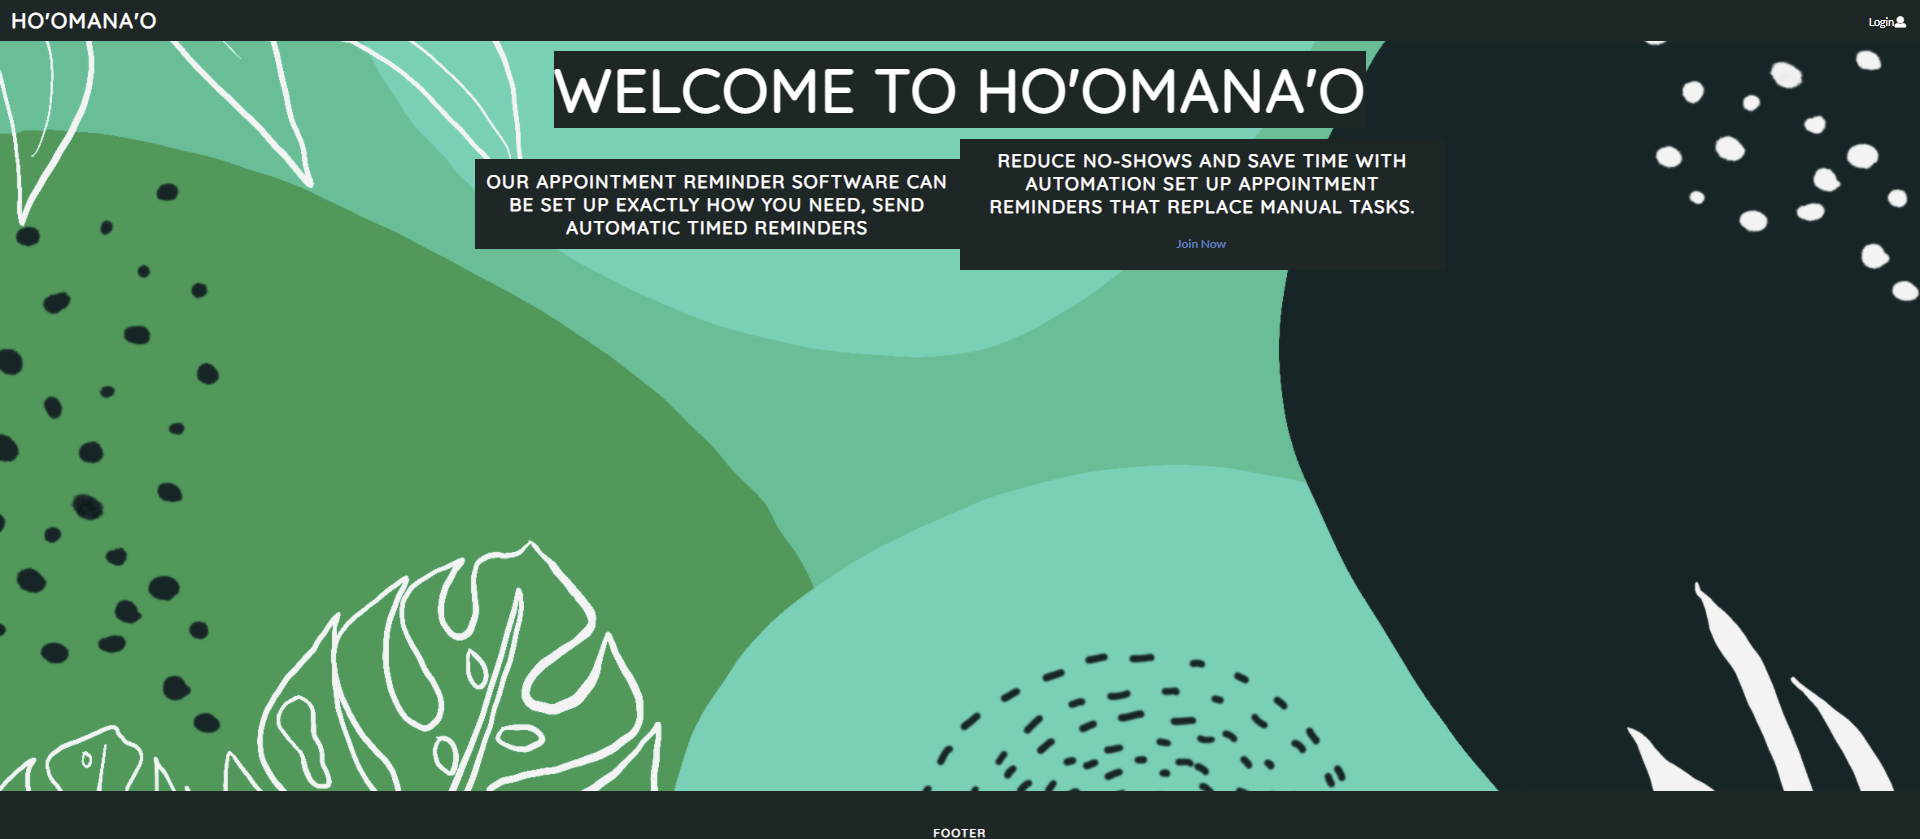 HO'OMANA'O
Login
WELCOME TO HO'OMANA'O
OUR APPOINTMENT REMINDER SOFTWARE CAN
BE SET UP EXACTLY HOW YOU NEED, SEND
AUTOMATIC TIMED REMINDERS
REDUCE NO-SHOWS AND SAVE TIME WITH
AUTOMATION SET UP APPOINTMENT
REMINDERS THAT REPLACE MANUAL TASKS.
Join Now
FOOTER